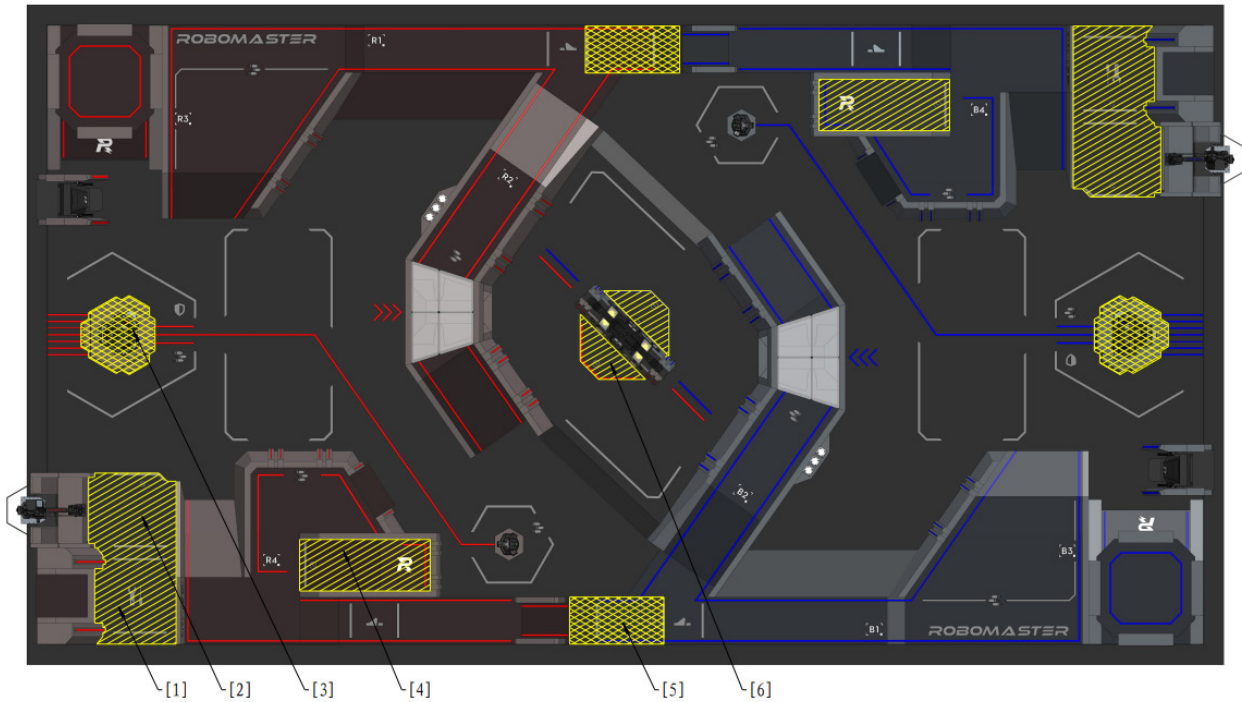 ROBOMASTER
R1
R3
B4
R2
B2
R4
B3
B1
ROBOMASTER
[1]
[2]
[3]
[4]
[5]
[6]